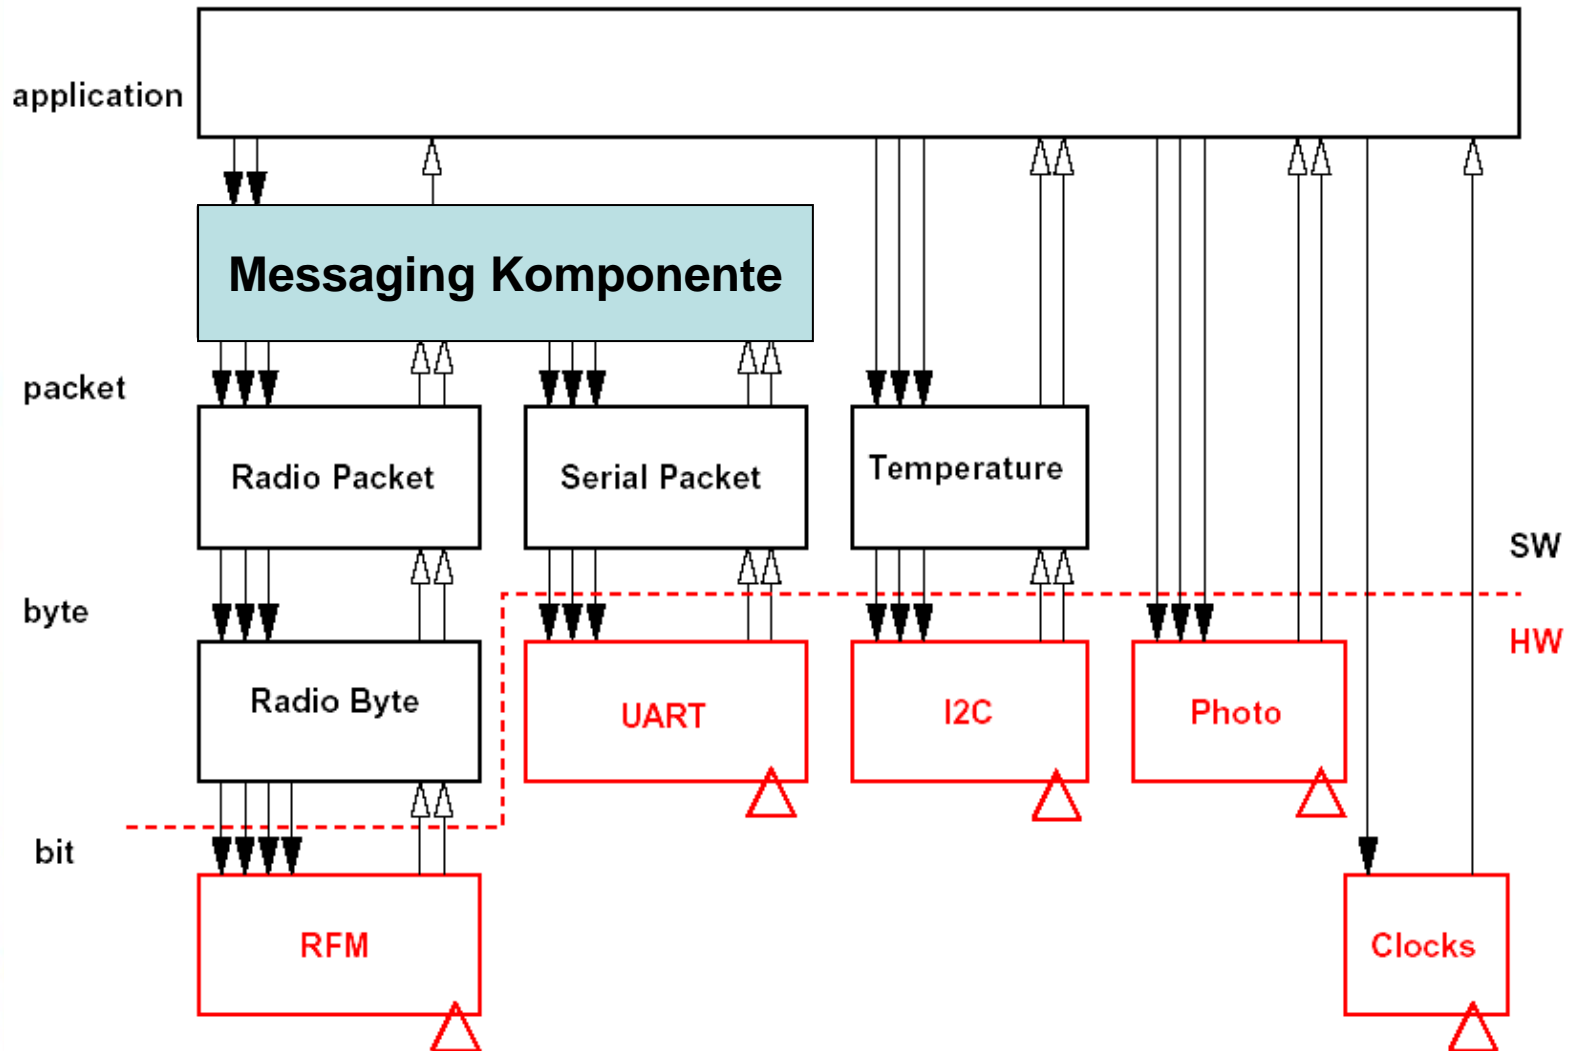 application
Messaging Komponente
packet
Radio Packet
Serial Packet
Temperature
SW
byte
HW
Radio Byte
UART
I2C
Photo
bit
RFM
Clocks